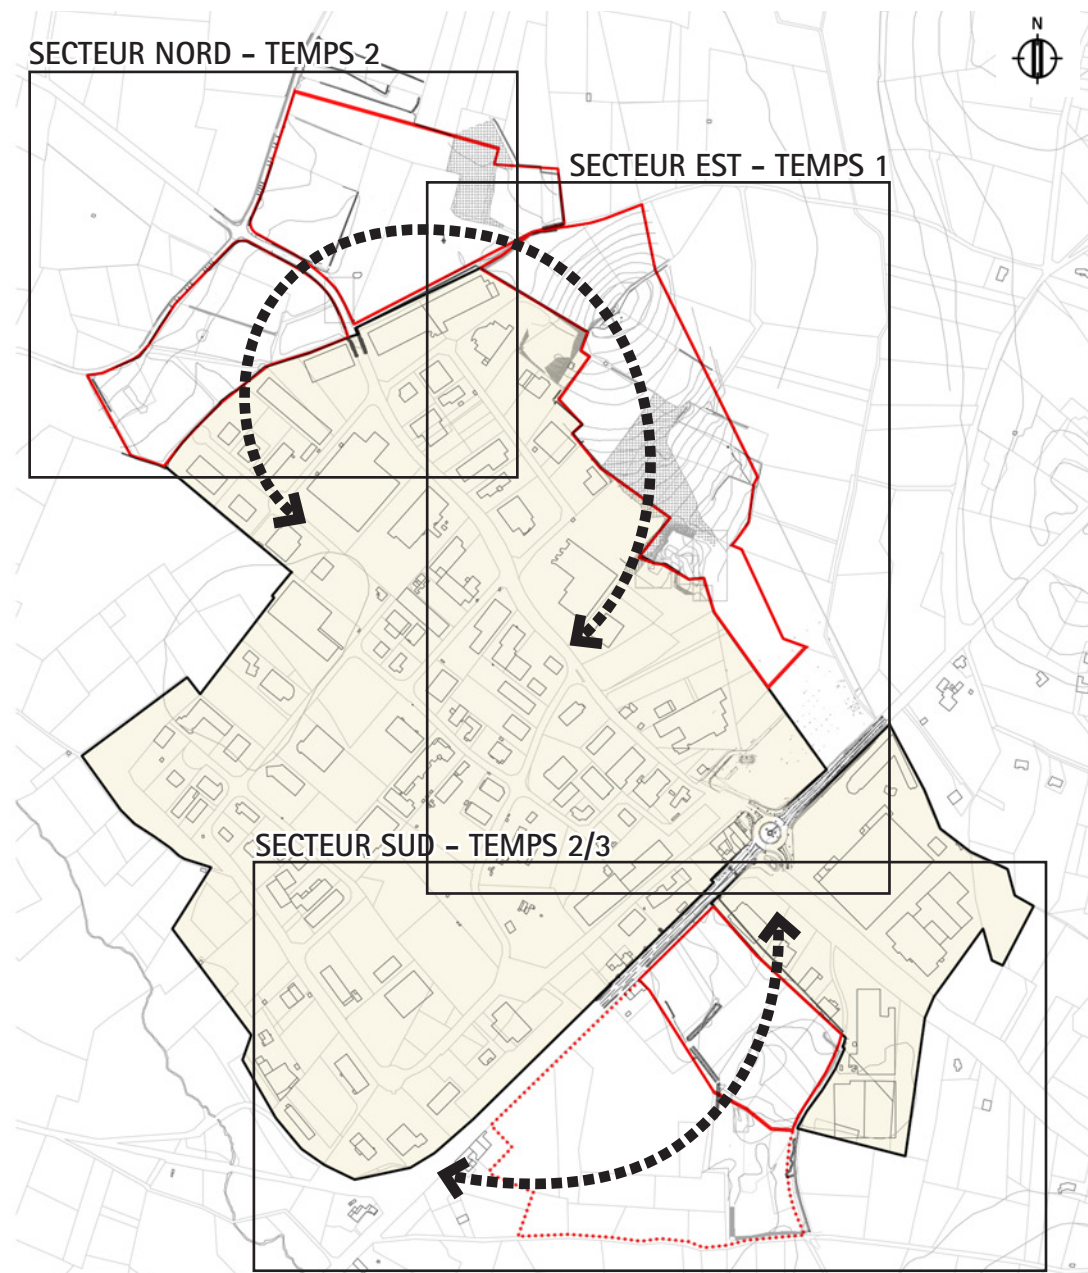 N
SECTEUR NORD - TEMPS 2
SECTEUR EST - TEMPS 1
SECTEUR SUD - TEMPS 2/3